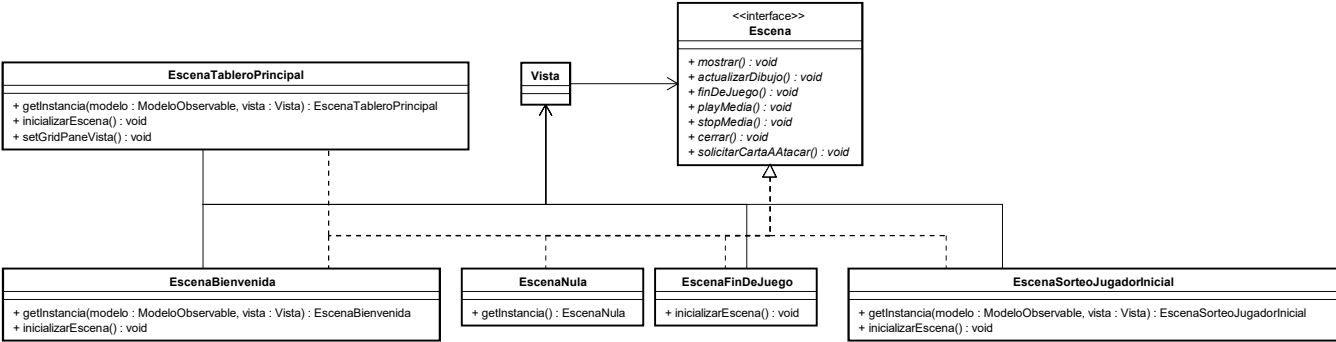 <<interface>>
Escena
+ mostrar() : void
+ actualizarDibujo() : void
+ finDeJuego() : void
+ playMedia() : void
+ stopMedia() : void
+ cerrar() : void
+ solicitarCartaAAtacar() : void
EscenaTableroPrincipal
+ getInstancia(modelo : ModeloObservable, vista : Vista) : EscenaTableroPrincipal
+ inicializarEscena() : void
+ setGridPaneVista() : void
Vista
EscenaBienvenida
+ getInstancia(modelo : ModeloObservable, vista : Vista) : EscenaBienvenida
+ inicializarEscena() : void
EscenaNula
+ getInstancia() : EscenaNula
EscenaFinDeJuego
+ inicializarEscena() : void
EscenaSorteoJugadorInicial
+ getInstancia(modelo : ModeloObservable, vista : Vista) : EscenaSorteoJugadorInicial
+ inicializarEscena() : void